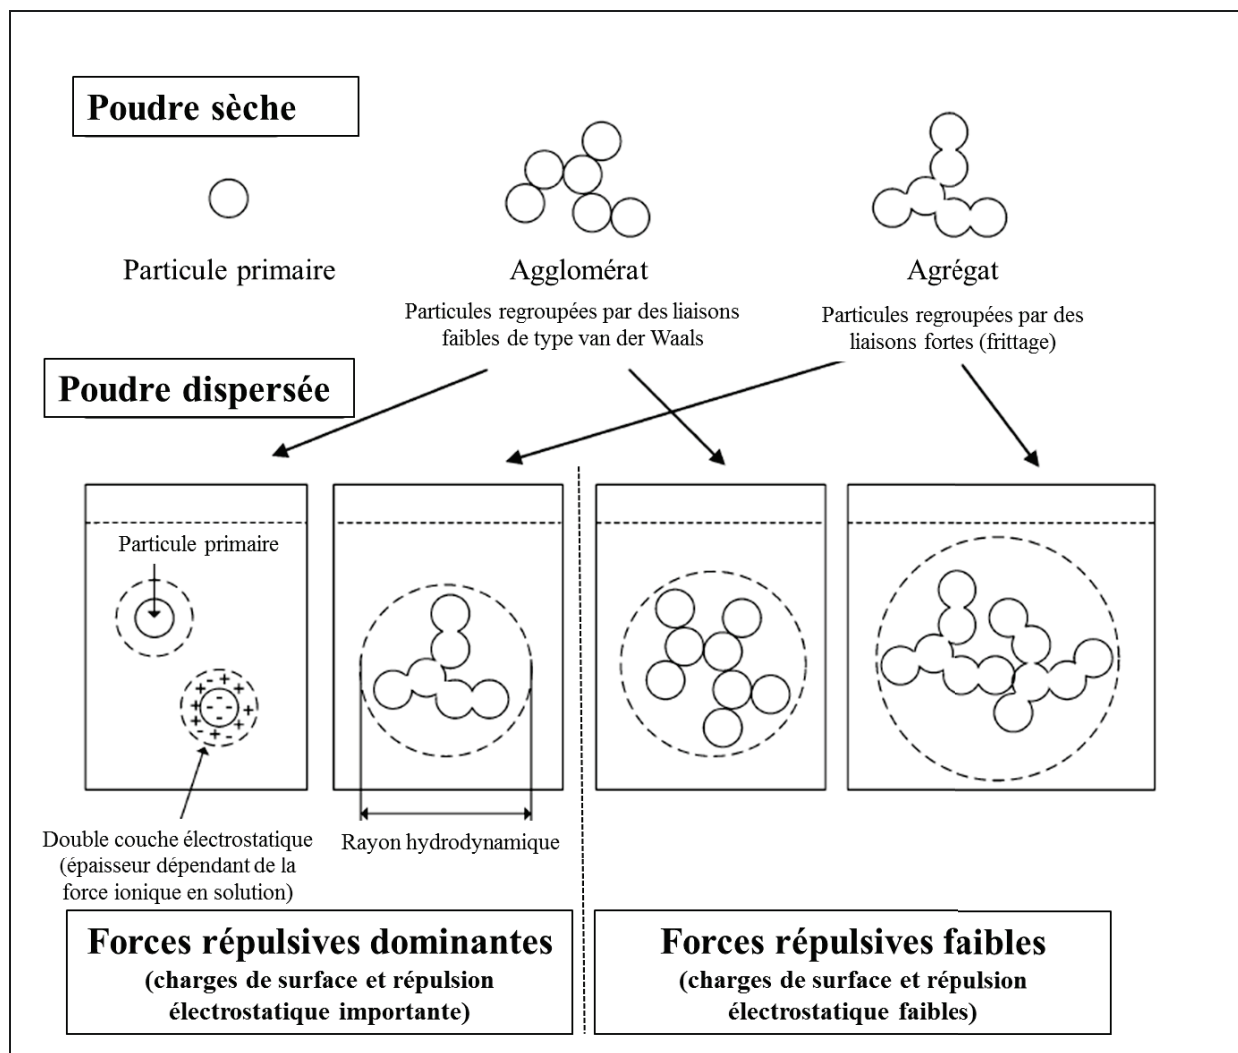 Poudre sèche
Particule primaire
Agglomérat
Agrégat
Particules regroupées par des liaisons
faibles de type van der Waals
Particules regroupées par des
liaisons fortes (frittage)
Poudre dispersée
Particule primaire
Double couche électrostatique
(épaisseur dépendant de la
force ionique en solution)
Rayon hydrodynamique
Forces répulsives dominantes
(charges de surface et répulsion
électrostatique importante)
Forces répulsives faibles
(charges de surface et répulsion
électrostatique faibles)